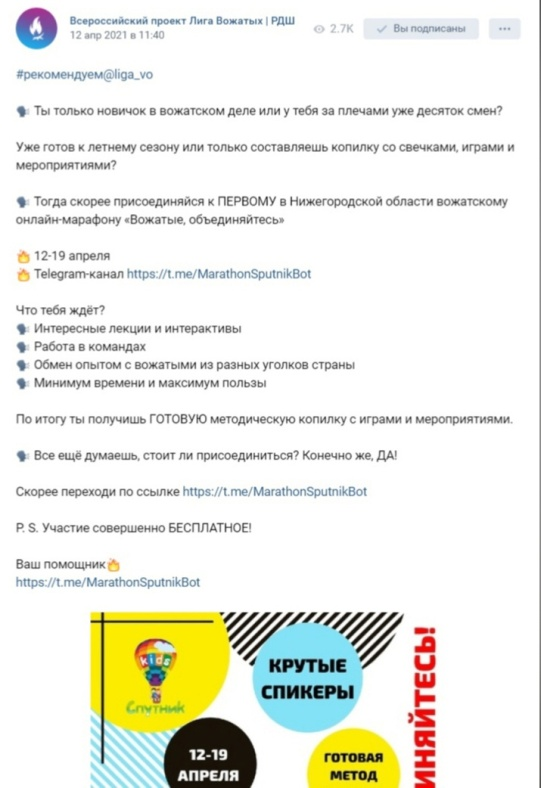 Всероссийский проект Лига Вожатых | РДШ
12 апр 2021 в 11:40
2.7K
Вы подписаны
#рекомендуем@liga_vo
🗣 Ты только новичок в вожатском деле или у тебя за плечами уже десяток смен?
Уже готов к летнему сезону или только составляешь копилку со свечками, играми и
мероприятиями?
🗣 Тогда скорее присоединяйся к ПЕРВОМУ в Нижегородской области вожатскому
онлайн-марафону «Вожатые, объединяйтесь»
🔥 12-19 апреля
🔥 Telegram-канал https://t.me/MarathonSputnikBot
Что тебя ждёт?
🗣 Интересные лекции и интерактивы
🗣 Работа в командах
🗣 Обмен опытом с вожатыми из разных уголков страны
🗣 Минимум времени и максимум пользы
По итогу ты получишь ГОТОВУЮ методическую копилку с играми и мероприятиями.
🗣 Все ещё думаешь, стоит ли присоединиться? Конечно же, ДА!
Скорее переходи по ссылке https://t.me/MarathonSputnikBot
P. S. Участие совершенно БЕСПЛАТНОЕ!
Ваш помощник🔥
https://t.me/MarathonSputnikBot
kids
Спутник
КРУТЫЕ
СПИКЕРЫ
12-19
АПРЕЛЯ
ГОТОВАЯ
МЕТОД
ИНЯЙТЕСЬ!